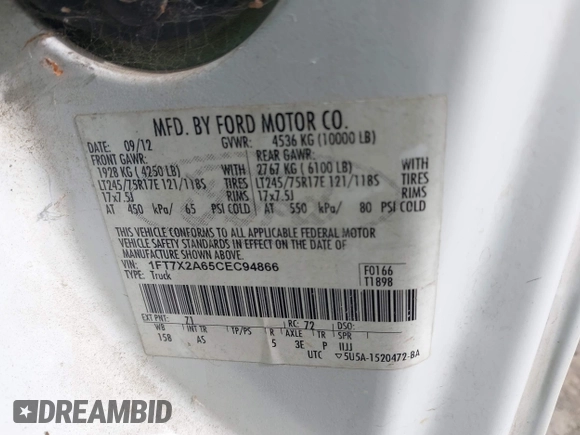 MFD. BY FORD MOTOR CO.
DATE: 09/12 GVWR: 4536 KG (10000 LB)
FRONT GAWR: REAR GAWR:
1928 KG ( 4250 LB) WITH 2767 KG ( 6100 LB) WITH
LT245/75R17E 121/118S TIRES LT245/75R17E 121/118S TIRES
17x7.5J RIMS 17x7.5J RIMS
AT 450 kPa/ 65 PSI COLD AT 550 kPa/ 80 PSI COLD
THIS VEHICLE CONFORMS TO ALL APPLICABLE FEDERAL MOTOR
VEHICLE SAFETY STANDARDS IN EFFECT ON THE DATE OF
MANUFACTURE SHOWN ABOVE.
VIN: 1FT7X2A65CEC94866 F0166
TYPE: Truck T1898
EXT PNT: 71 RC: 72 DSO:
WB INT TR TP/PS R AXLE TR SPR
158 AS 5 3E P IIJJ
UTC ▽5U5A-1520472-BA
DREAMBID